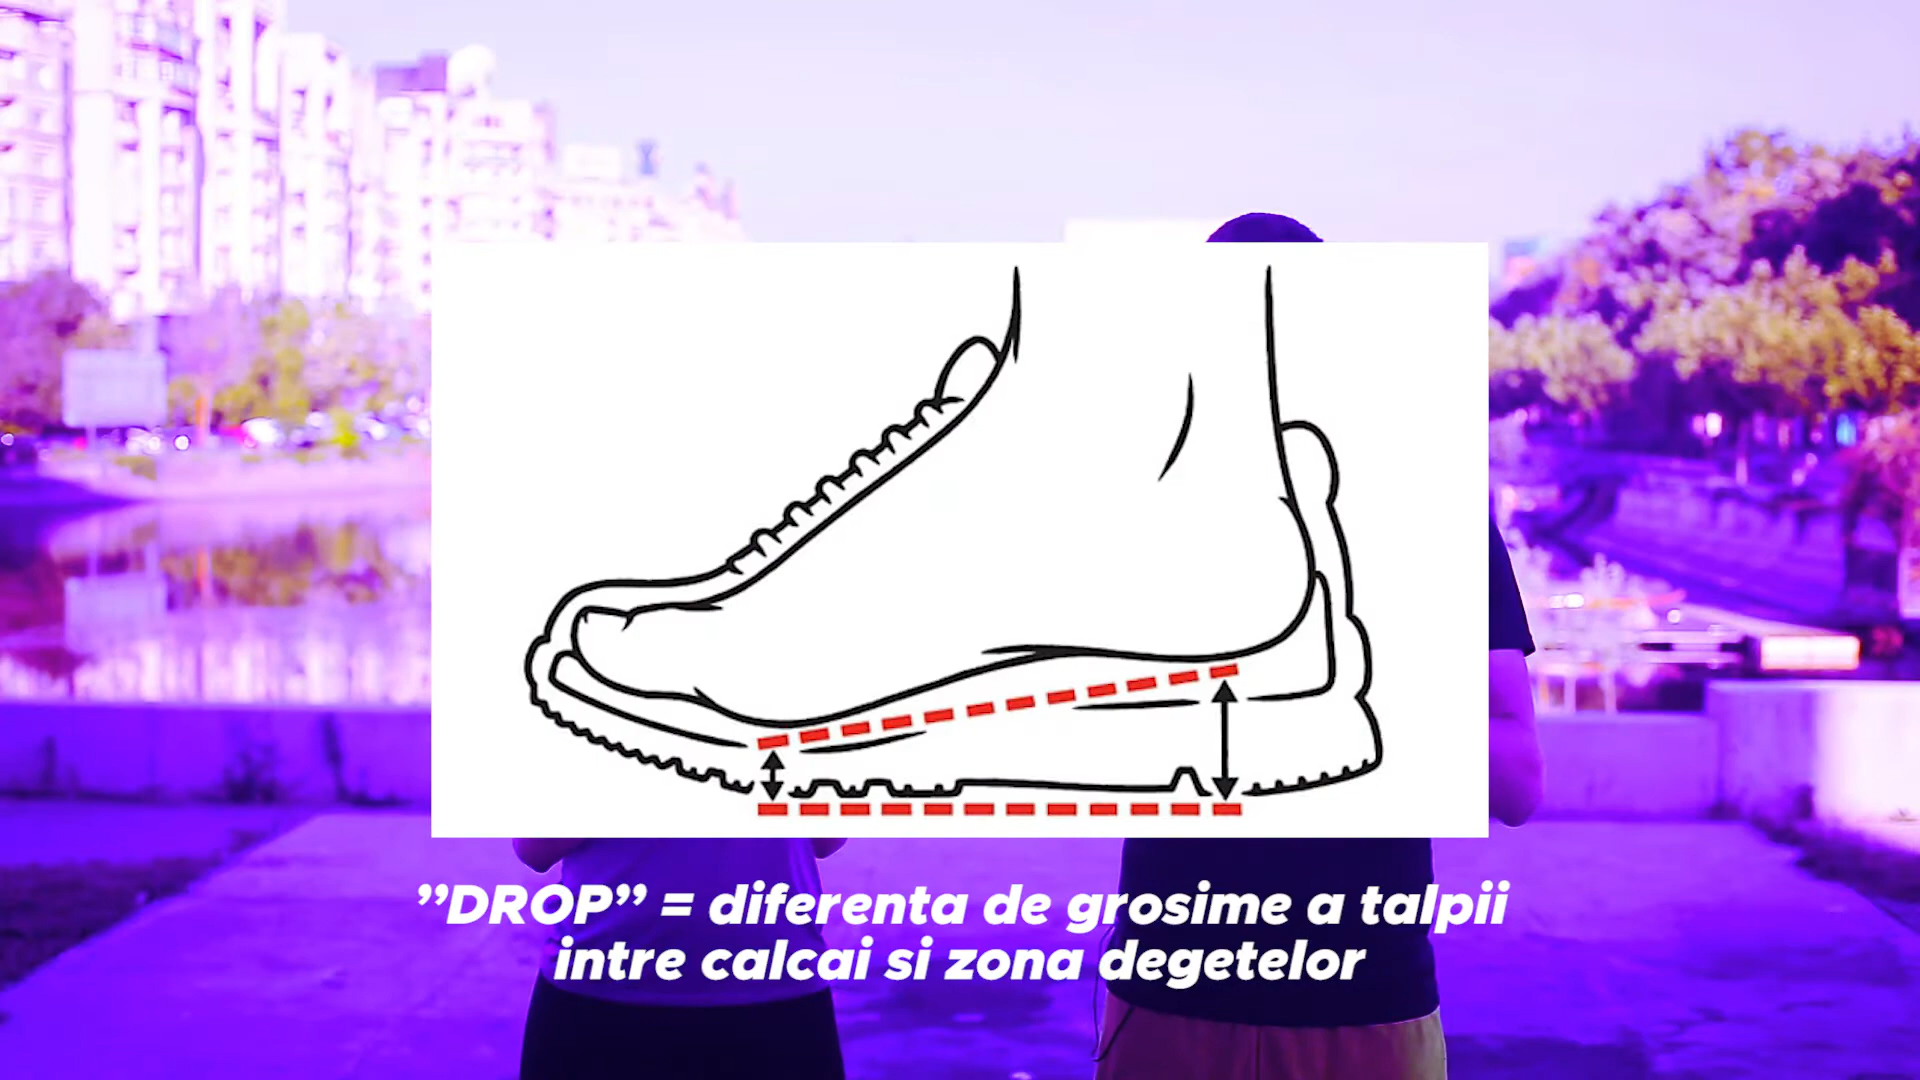 ”DROP” = diferenta de grosime a talpii
intre calcai si zona degetelor